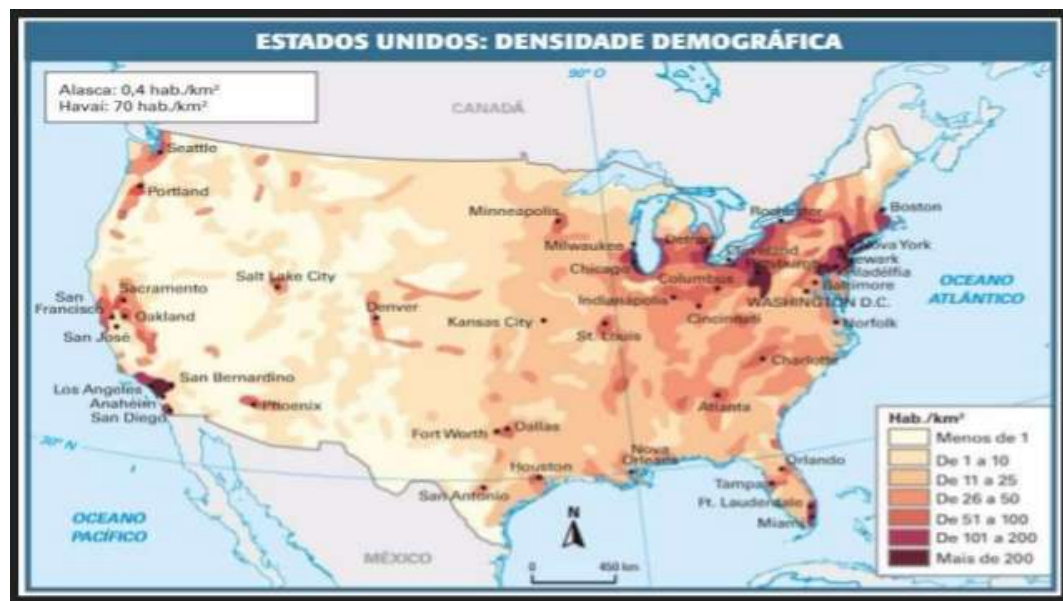 ESTADOS UNIDOS: DENSIDADE DEMOGRÁFICA
Alasca: 0,4 hab./km²
Havaí: 70 hab./km²
90° O
CANADÁ
Seattle
Portland
Minneapolis
Boston
Milwaukee
Detroit
Cleveland
Nova York
Newark
Chicago
Salt Lake City
Columbus
Filadélfia
Baltimore
OCEANO
ATLÂNTICO
Sacramento
San
Francisco
Oakland
Denver
Indianápolis
WASHINGTON D.C.
Kansas City
Cincinnati
Norfolk
San José
St. Louis
Charlotte
San Bernardino
Los Angeles
Anaheim
San Diego
Phoenix
Atlanta
Fort Worth
Dallas
30° N
Nova
Orleans
Houston
San Antonio
Orlando
Tampa
Ft. Lauderdale
Miami
OCEANO
PACÍFICO
MÉXICO
N
0 450 km
Hab./km²
Menos de 1
De 1 a 10
De 11 a 25
De 26 a 50
De 51 a 100
De 101 a 200
Mais de 200